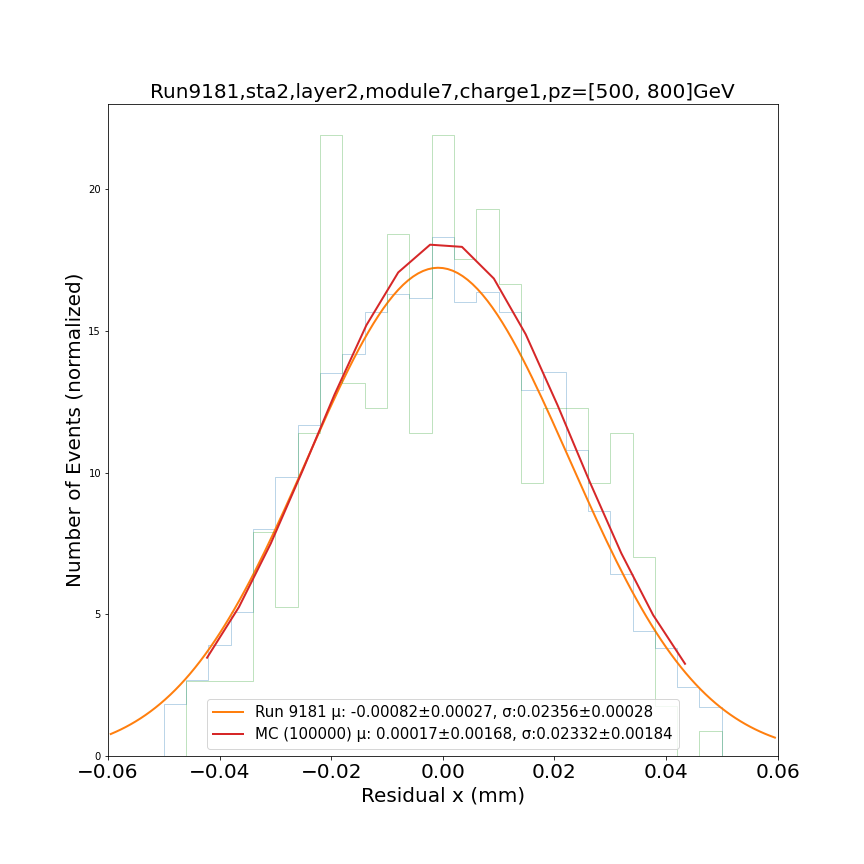 Run9181,sta2,layer2,module7,charge1,pz=[500, 800]GeV
Number of Events (normalized)
20
15
10
5
0
Run 9181 μ: -0.00082±0.00027, σ:0.02356±0.00028
MC (100000) μ: 0.00017±0.00168, σ:0.02332±0.00184
−0.06 −0.04 −0.02 0.00 0.02 0.04 0.06
Residual x (mm)